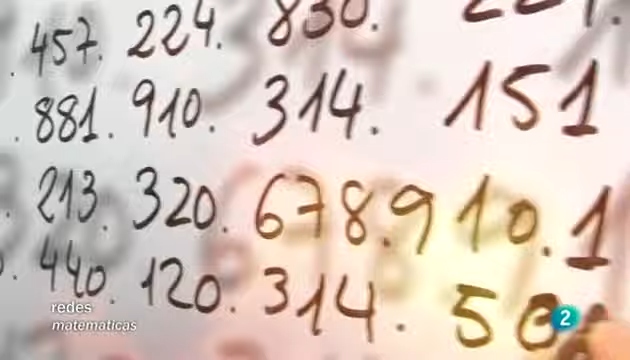 457. 224. 830.
. 881. 910. 314. 151
. 213. 320. 678.910.1
. 440. 120. 314. 50
redes
matematicas
2